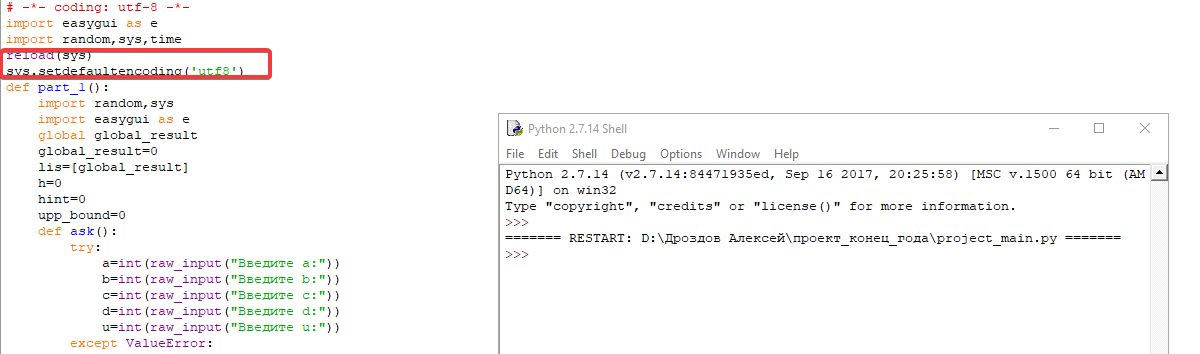 # -*- coding: utf-8 -*-
import easygui as e
import random,sys,time
reload(sys)
sys.setdefaultencoding('utf8')
def part_1():
import random,sys
import easygui as e
global global_result
global_result=0
lis=[global_result]
h=0
hint=0
upp_bound=0
def ask():
try:
a=int(raw_input("Введите a:"))
b=int(raw_input("Введите b:"))
c=int(raw_input("Введите c:"))
d=int(raw_input("Введите d:"))
u=int(raw_input("Введите u:"))
except ValueError:
Python 2.7.14 Shell
File Edit Shell Debug Options Window Help
Python 2.7.14 (v2.7.14:84471935ed, Sep 16 2017, 20:25:58) [MSC v.1500 64 bit (AM
D64)] on win32
Type "copyright", "credits" or "license()" for more information.
>>>
======= RESTART: D:\Дроздов Алексей\проект_конец_года\project_main.py =======
>>>